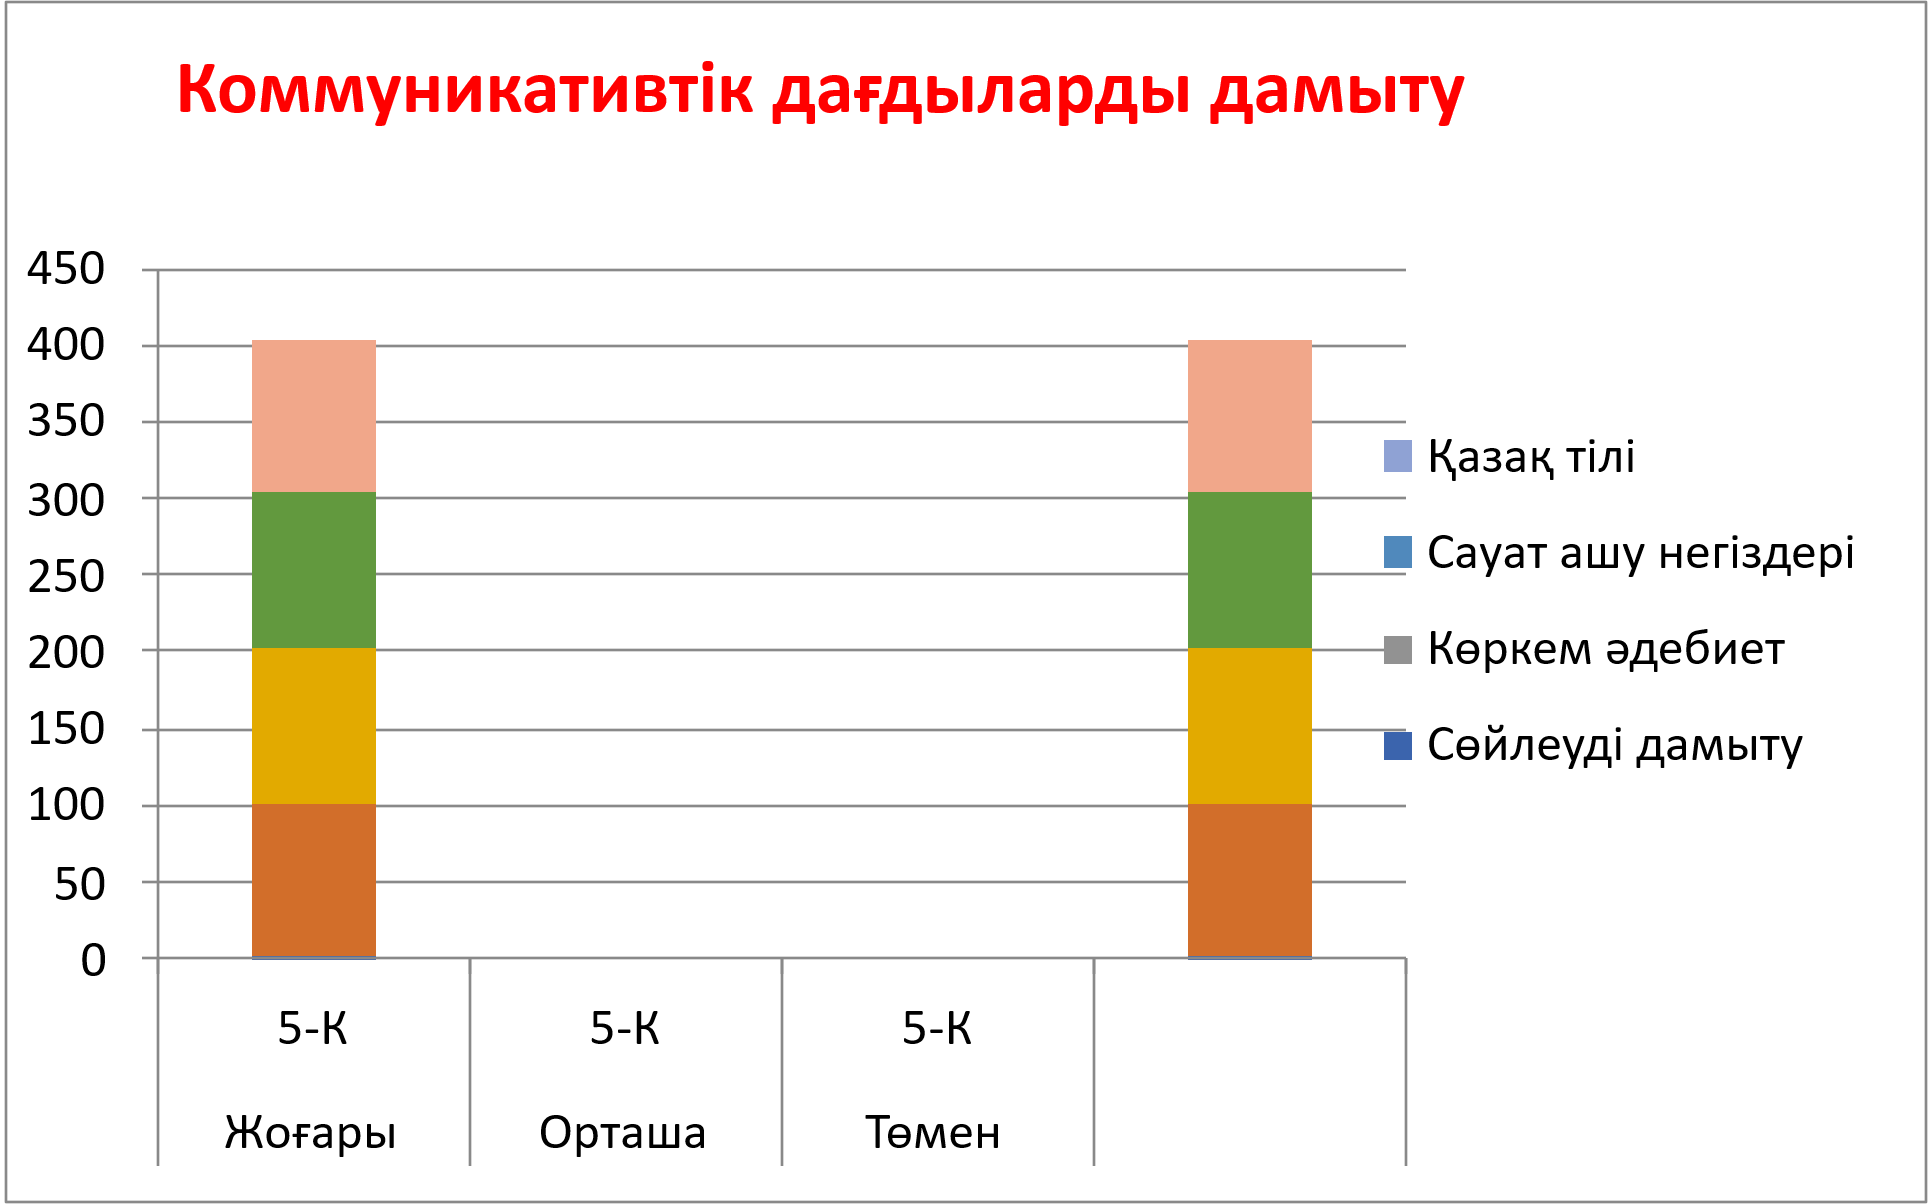 Коммуникативтік дағдыларды дамыту
450
400
350
300
250
200
150
100
50
0
5-К
5-К
5-К
Жоғары
Орташа
Төмен
Қазақ тілі
Сауат ашу негіздері
Көркем әдебиет
Сөйлеуді дамыту